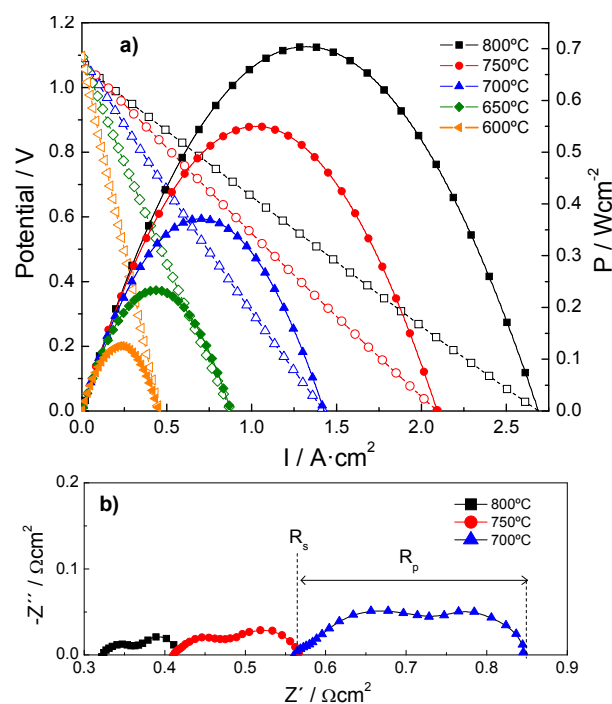 a)
800ºC
750ºC
700ºC
650ºC
600ºC
1.2
1.0
0.8
0.6
0.4
0.2
0.0
Potential / V
0.7
0.6
0.5
0.4
0.3
0.2
0.1
0.0
P / Wcm⁻²
0.0 0.5 1.0 1.5 2.0 2.5
I / A·cm²
b)
800ºC
750ºC
700ºC
Rs
Rp
-0.2
-0.1
0.0
-Z´´ / Ωcm²
0.3 0.4 0.5 0.6 0.7 0.8 0.9
Z´ / Ωcm²